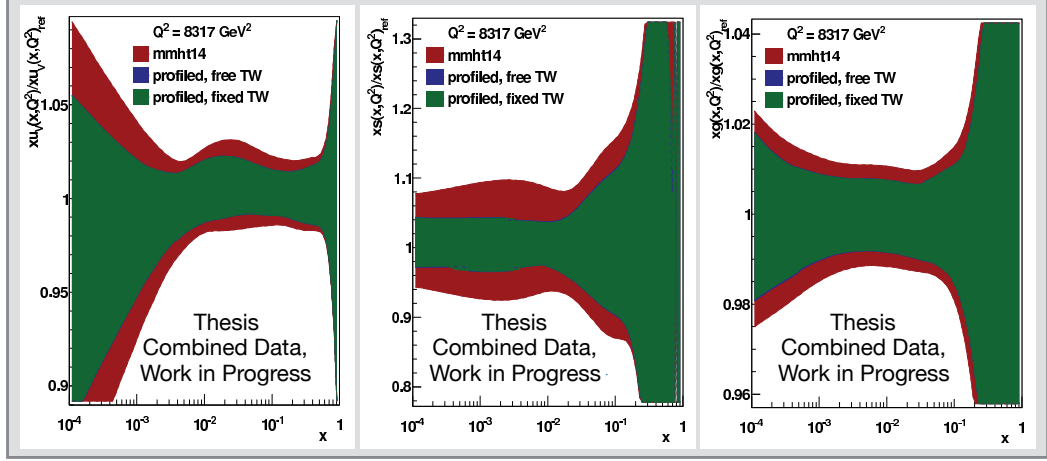 xu_V(x,Q²)/xu_V(x,Q²)_ref
Q² = 8317 GeV²
mmht14
profiled, free TW
profiled, fixed TW
1.05
1
0.95
0.9
Thesis
Combined Data,
Work in Progress
10⁻⁴ 10⁻³ 10⁻² 10⁻¹ 1
x
xs(x,Q²)/xs(x,Q²)_ref
Q² = 8317 GeV²
mmht14
profiled, free TW
profiled, fixed TW
1.3
1.2
1.1
1
0.9
0.8
Thesis
Combined Data,
Work in Progress
10⁻⁴ 10⁻³ 10⁻² 10⁻¹ 1
x
xg(x,Q²)/xg(x,Q²)_ref
Q² = 8317 GeV²
mmht14
profiled, free TW
profiled, fixed TW
1.04
1.02
1
0.98
0.96
Thesis
Combined Data,
Work in Progress
10⁻⁴ 10⁻³ 10⁻² 10⁻¹ 1
x